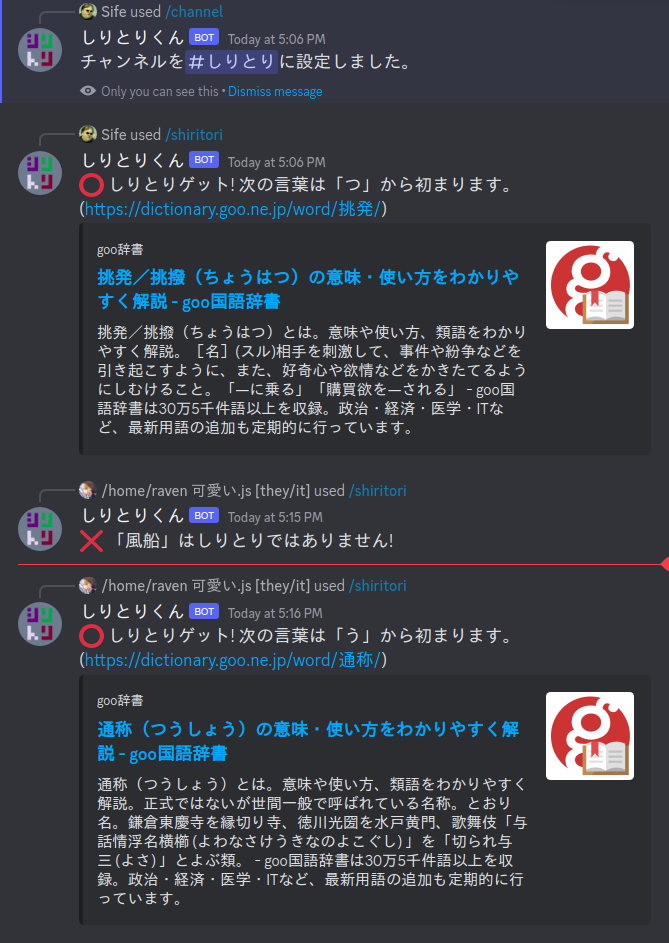 Sife used /channel
しりとりくん BOT Today at 5:06 PM
チャンネルを#しりとりに設定しました。
Only you can see this • Dismiss message
Sife used /shiritori
しりとりくん BOT Today at 5:06 PM
しりとりゲット! 次の言葉は「つ」から初まります。
(https://dictionary.goo.ne.jp/word/挑発/)
goo辞書
挑発／挑撥（ちょうはつ）の意味・使い方をわかりや
すく解説 - goo国語辞書
挑発／挑撥（ちょうはつ）とは。意味や使い方、類語をわかり
やすく解説。［名］(スル)相手を刺激して、事件や紛争などを
引き起こすように、また、好奇心や欲情などをかきたてるよう
にしむけること。「―に乗る」「購買欲を―される」 - goo国
語辞書は30万5千件語以上を収録。政治・経済・医学・ITな
ど、最新用語の追加も定期的に行っています。
/home/raven 可愛い.js [they/it] used /shiritori
しりとりくん BOT Today at 5:15 PM
「風船」はしりとりではありません!
/home/raven 可愛い.js [they/it] used /shiritori
しりとりくん BOT Today at 5:16 PM
しりとりゲット! 次の言葉は「う」から初まります。
(https://dictionary.goo.ne.jp/word/通称/)
goo辞書
通称（つうしょう）の意味・使い方をわかりやすく解
説 - goo国語辞書
通称（つうしょう）とは。意味や使い方、類語をわかりやすく
解説。正式ではないが世間一般で呼ばれている名称。とおり
名。鎌倉東慶寺を縁切り寺、徳川光圀を水戸黄門、歌舞伎「与
話情浮名横櫛 (よわなさけうきなのよこぐし) 」を「切られ与
三 (よさ) 」とよぶ類。 - goo国語辞書は30万5千件語以上を収
録。政治・経済・医学・ITなど、最新用語の追加も定期的に行
っています。